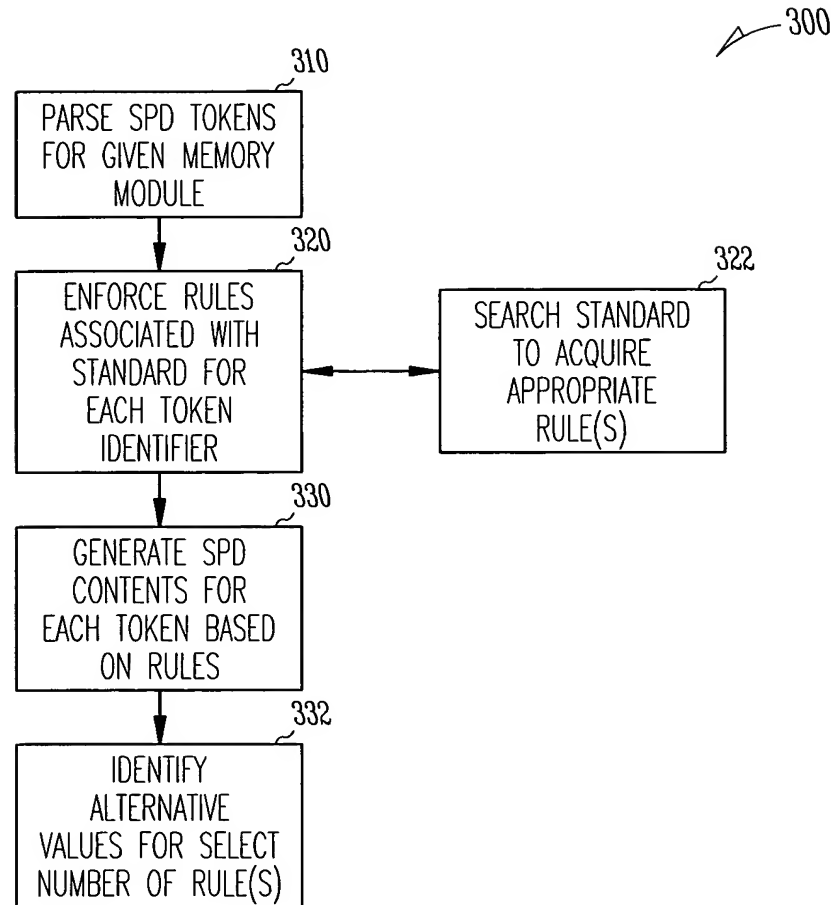 300
310
PARSE SPD TOKENS
FOR GIVEN MEMORY
MODULE
320
ENFORCE RULES
ASSOCIATED WITH
STANDARD FOR
EACH TOKEN
IDENTIFIER
322
SEARCH STANDARD
TO ACQUIRE
APPROPRIATE
RULE(S)
330
GENERATE SPD
CONTENTS FOR
EACH TOKEN BASED
ON RULES
332
IDENTIFY
ALTERNATIVE
VALUES FOR SELECT
NUMBER OF RULE(S)